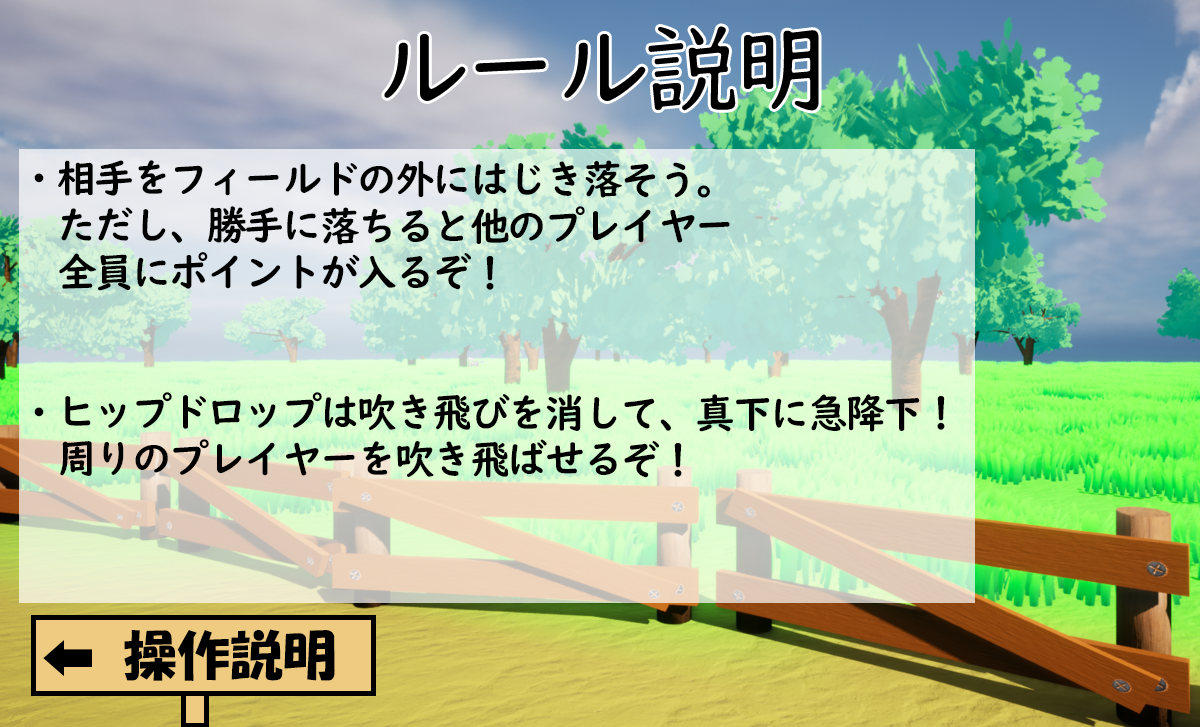 ルール説明
・相手をフィールドの外にはじき落そう。
ただし、勝手に落ちると他のプレイヤー
全員にポイントが入るぞ！
・ヒップドロップは吹き飛びを消して、真下に急降下！
周りのプレイヤーを吹き飛ばせるぞ！
← 操作説明